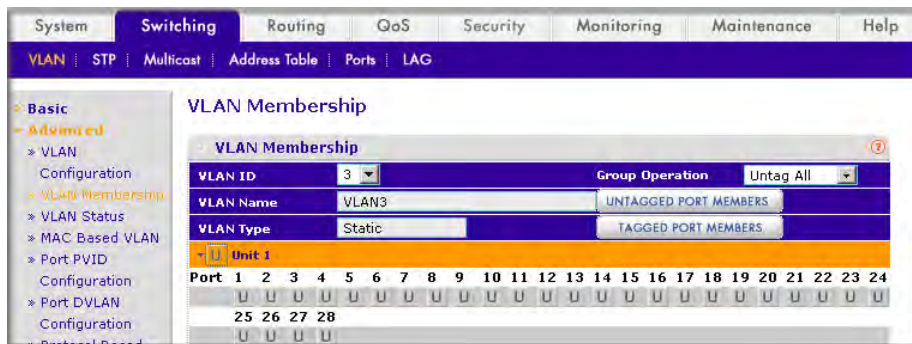 System Switching Routing QoS Security Monitoring Maintenance Help
VLAN STP Multicast Address Table Ports LAG
Basic
Advanced
» VLAN
Configuration
» VLAN Membership
» VLAN Status
» MAC Based VLAN
» Port PVID
Configuration
» Port DVLAN
Configuration
» Protocol Based
VLAN Membership
VLAN Membership ?
VLAN ID 3 Group Operation Untag All
VLAN Name VLAN3 UNTAGGED PORT MEMBERS
VLAN Type Static TAGGED PORT MEMBERS
U Unit 1
Port 1 2 3 4 5 6 7 8 9 10 11 12 13 14 15 16 17 18 19 20 21 22 23 24
U U U U U U U U U U U U U U U U U U U U U U U U
25 26 27 28
U U U U